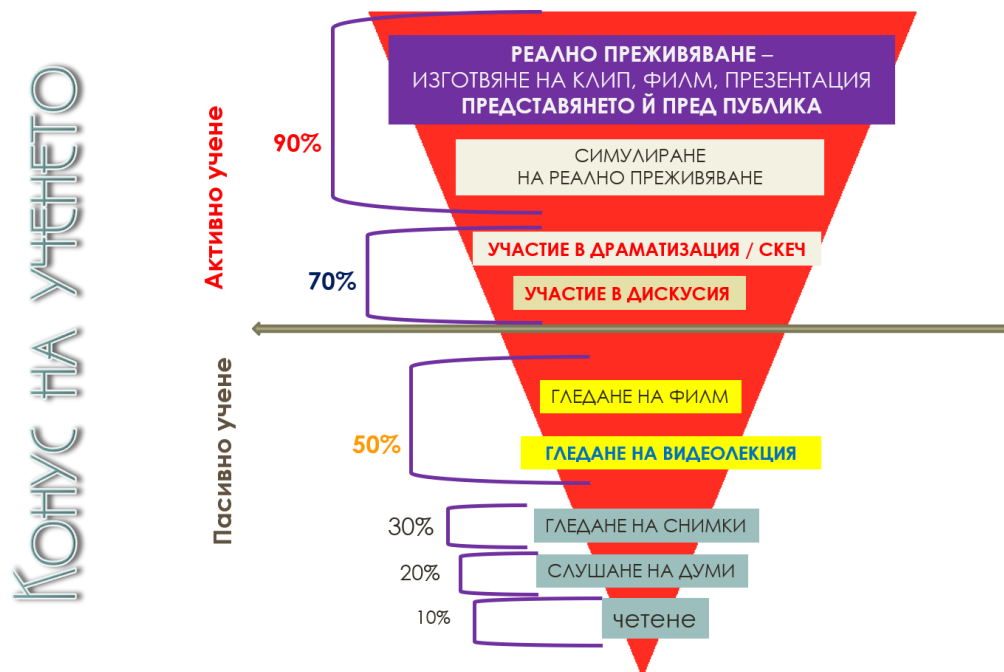 Конус на ученето
Активно учене
90%
РЕАЛНО ПРЕЖИВЯВАНЕ –
ИЗГОТВЯНЕ НА КЛИП, ФИЛМ, ПРЕЗЕНТАЦИЯ
ПРЕДСТАВЯНЕТО Й ПРЕД ПУБЛИКА
СИМУЛИРАНЕ
НА РЕАЛНО ПРЕЖИВЯВАНЕ
70%
УЧАСТИЕ В ДРАМАТИЗАЦИЯ / СКЕЧ
УЧАСТИЕ В ДИСКУСИЯ
Пасивно учене
50%
ГЛЕДАНЕ НА ФИЛМ
ГЛЕДАНЕ НА ВИДЕОЛЕКЦИЯ
30%
ГЛЕДАНЕ НА СНИМКИ
20%
СЛУШАНЕ НА ДУМИ
10%
четене